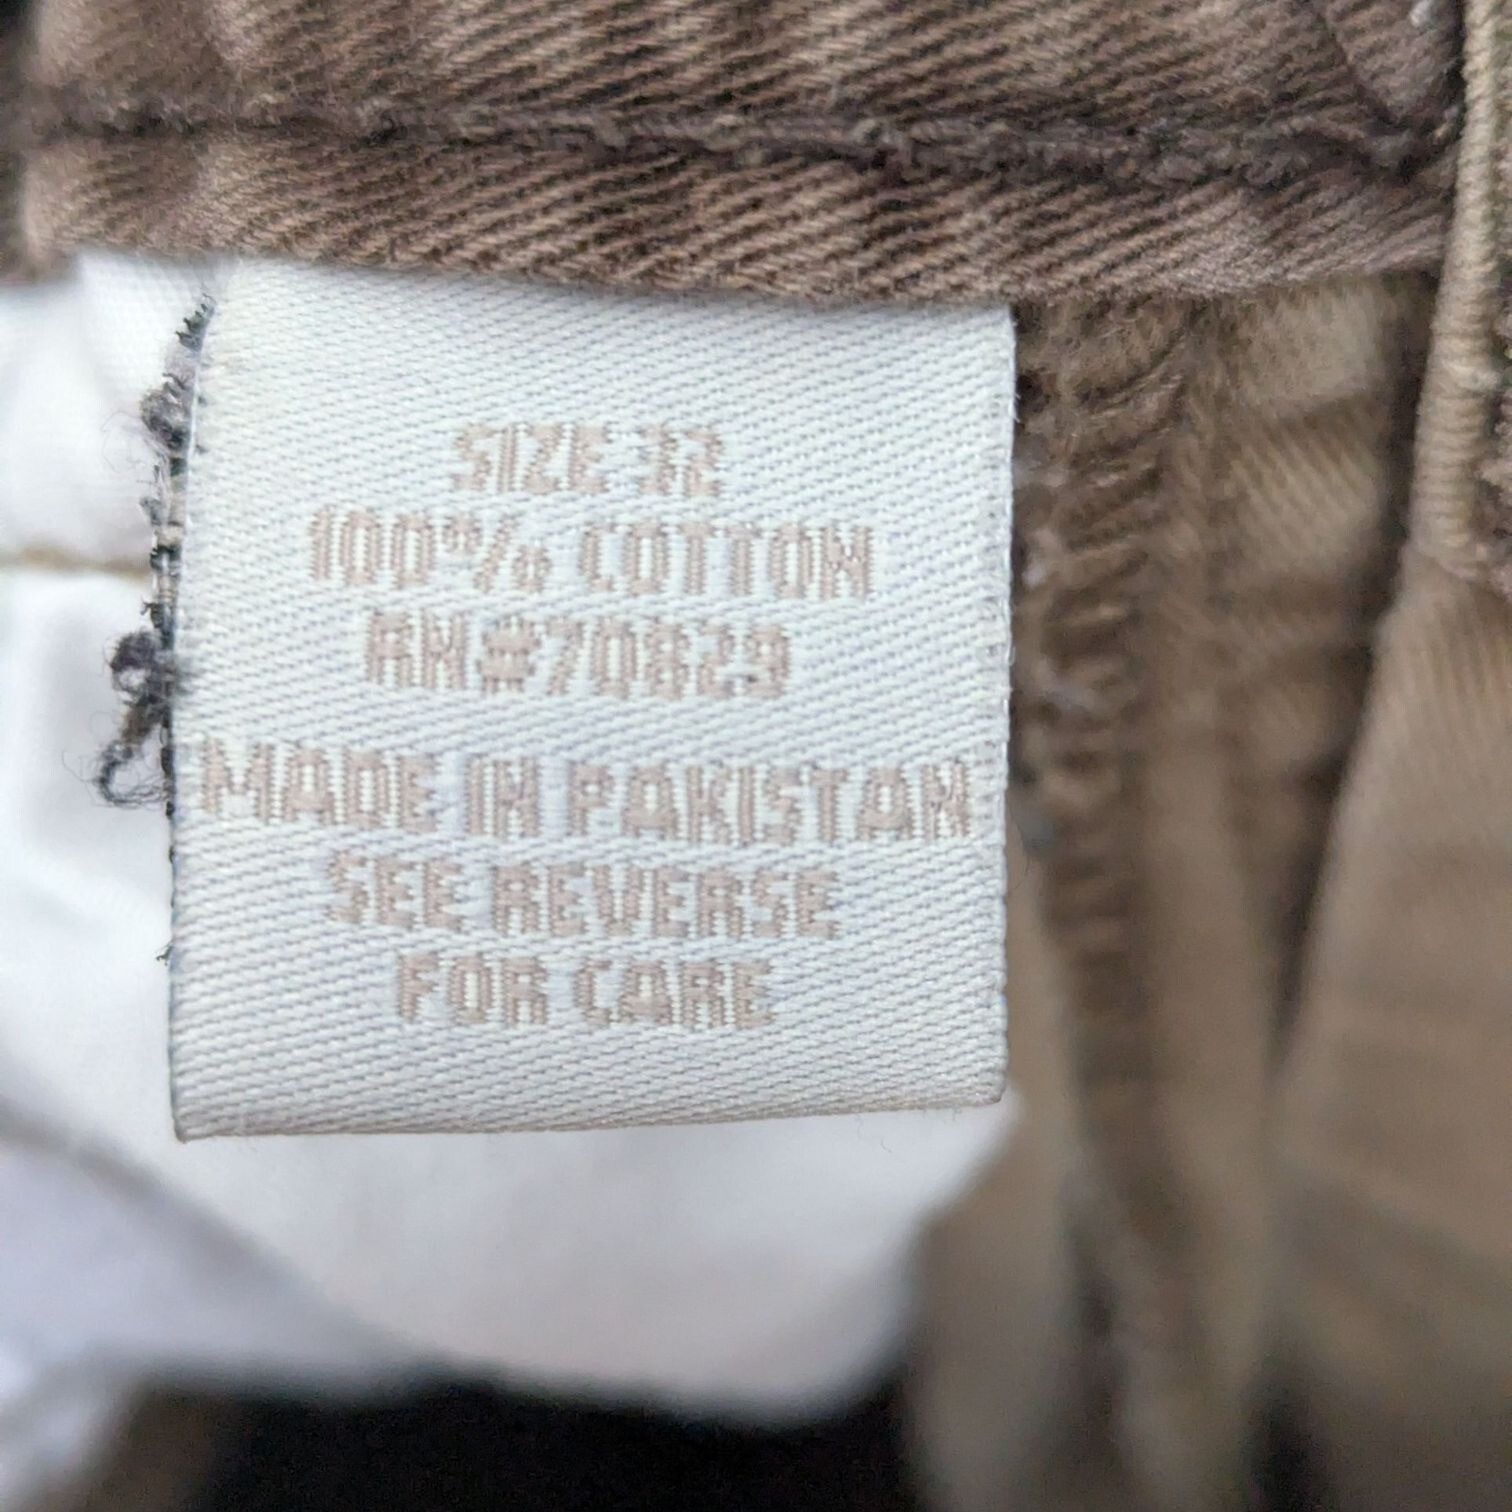 SIZE 32
100% COTTON
RN#70829
MADE IN PAKISTAN
SEE REVERSE
FOR CARE